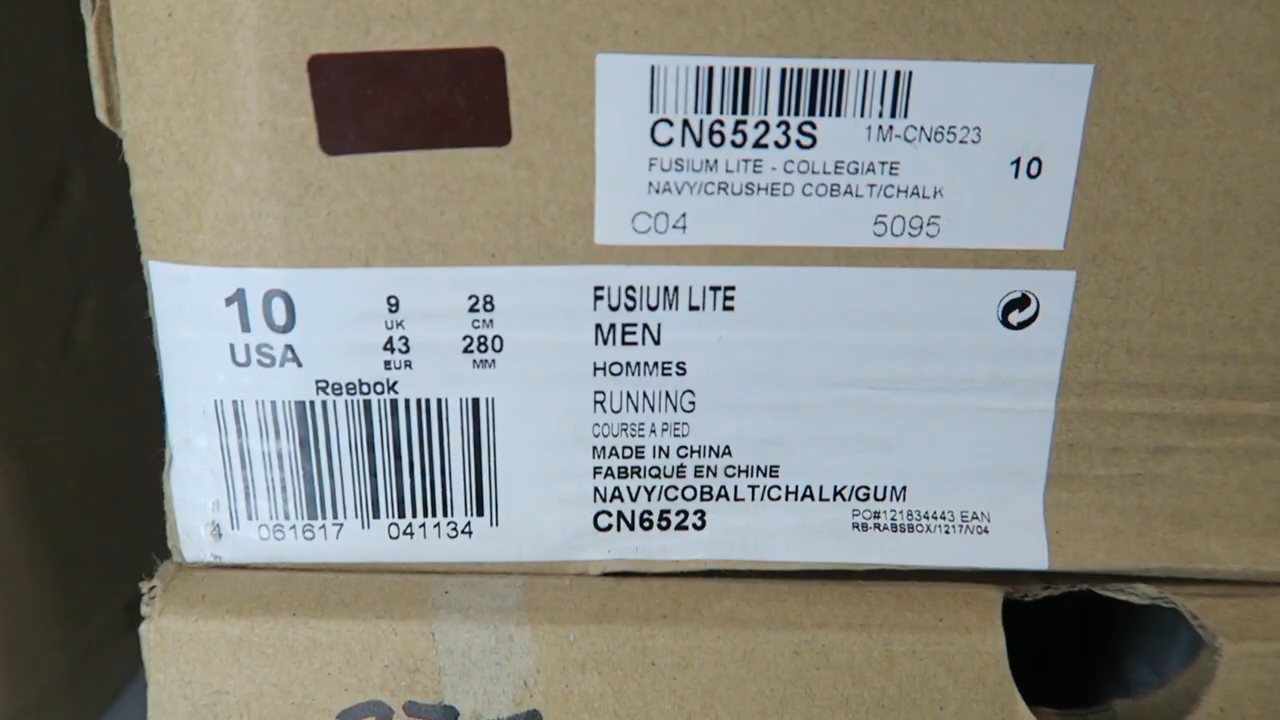 CN6523S 1M-CN6523
FUSIUM LITE - COLLEGIATE
NAVY/CRUSHED COBALT/CHALK
10
C04 5095
10
USA
9
UK
43
EUR
28
CM
280
MM
Reebok
061617 041134
FUSIUM LITE
MEN
HOMMES
RUNNING
COURSE A PIED
MADE IN CHINA
FABRIQUÉ EN CHINE
NAVY/COBALT/CHALK/GUM
CN6523
PO#121834443 EAN
RB-RABSBOX/1217/V04